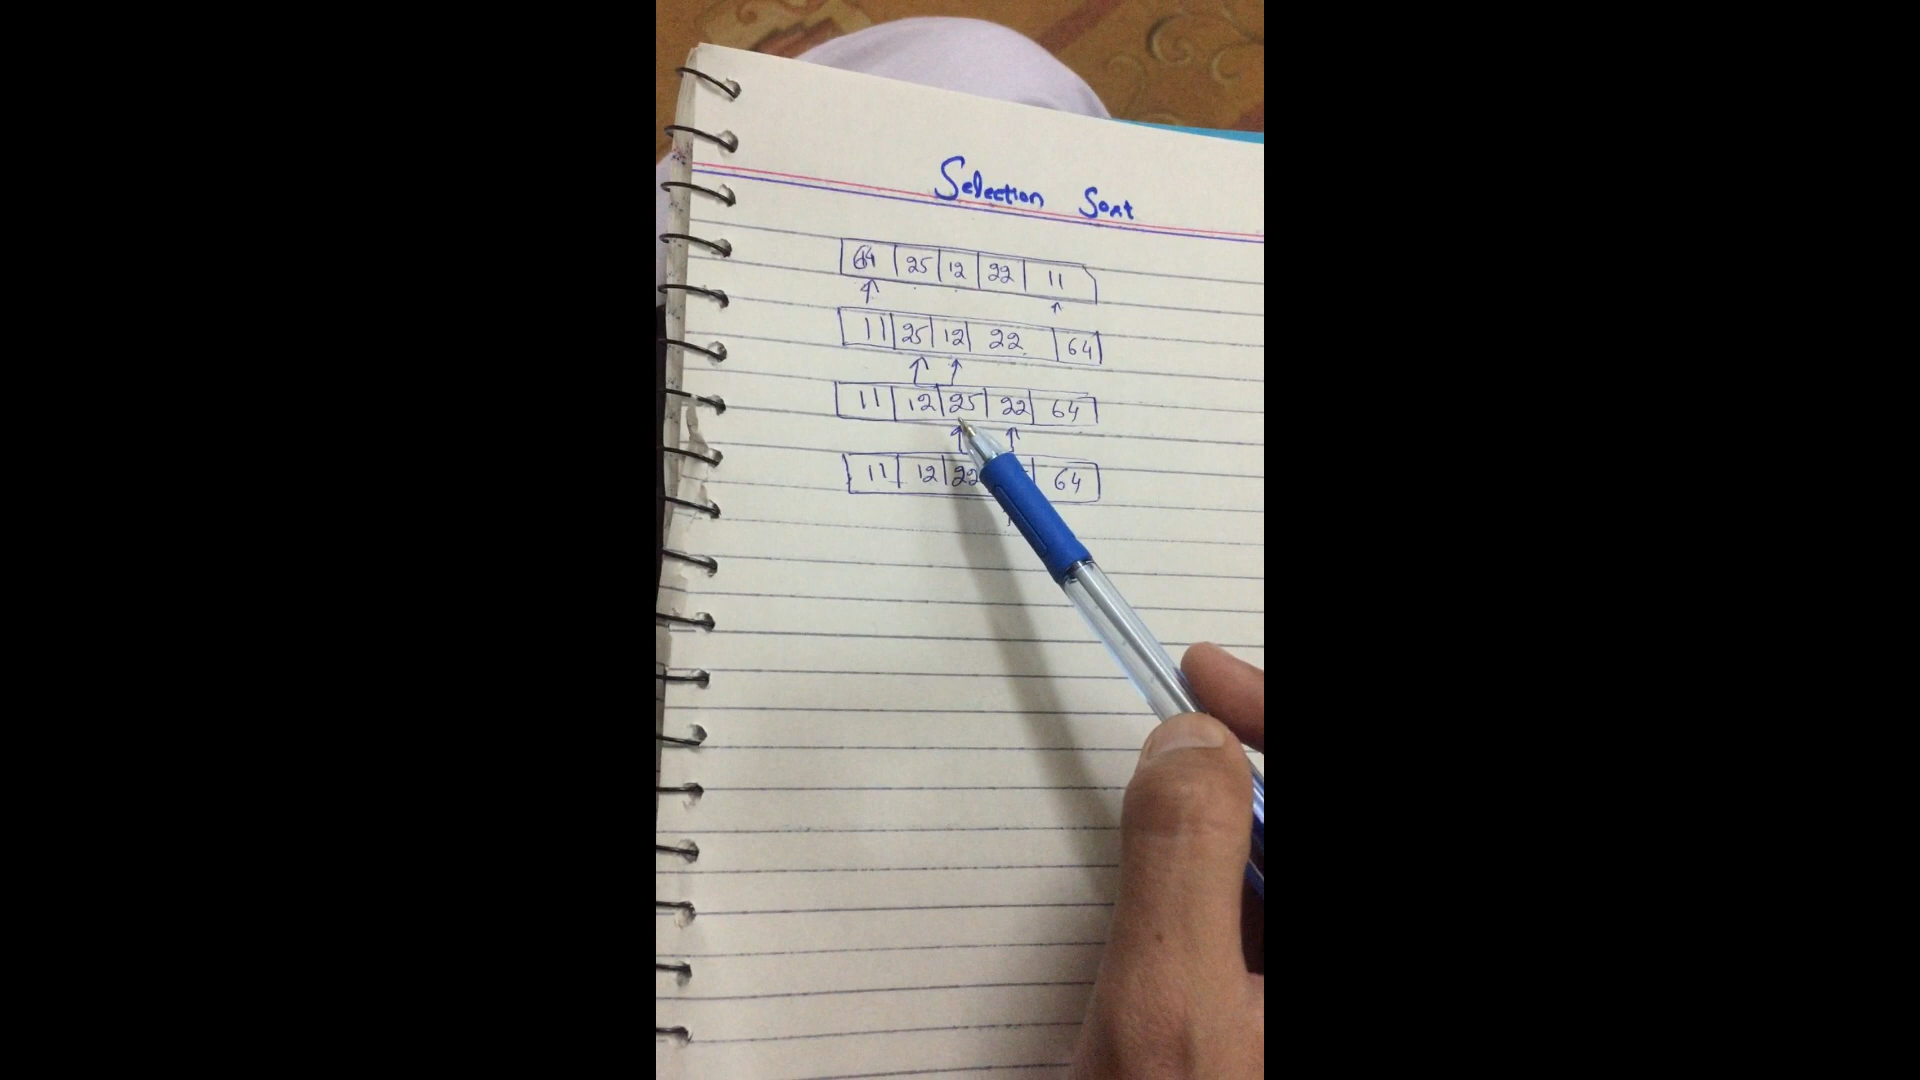 Selection Sort
64 25 12 22 11
11 25 12 22 64
11 12 25 22 64
11 12 22 64